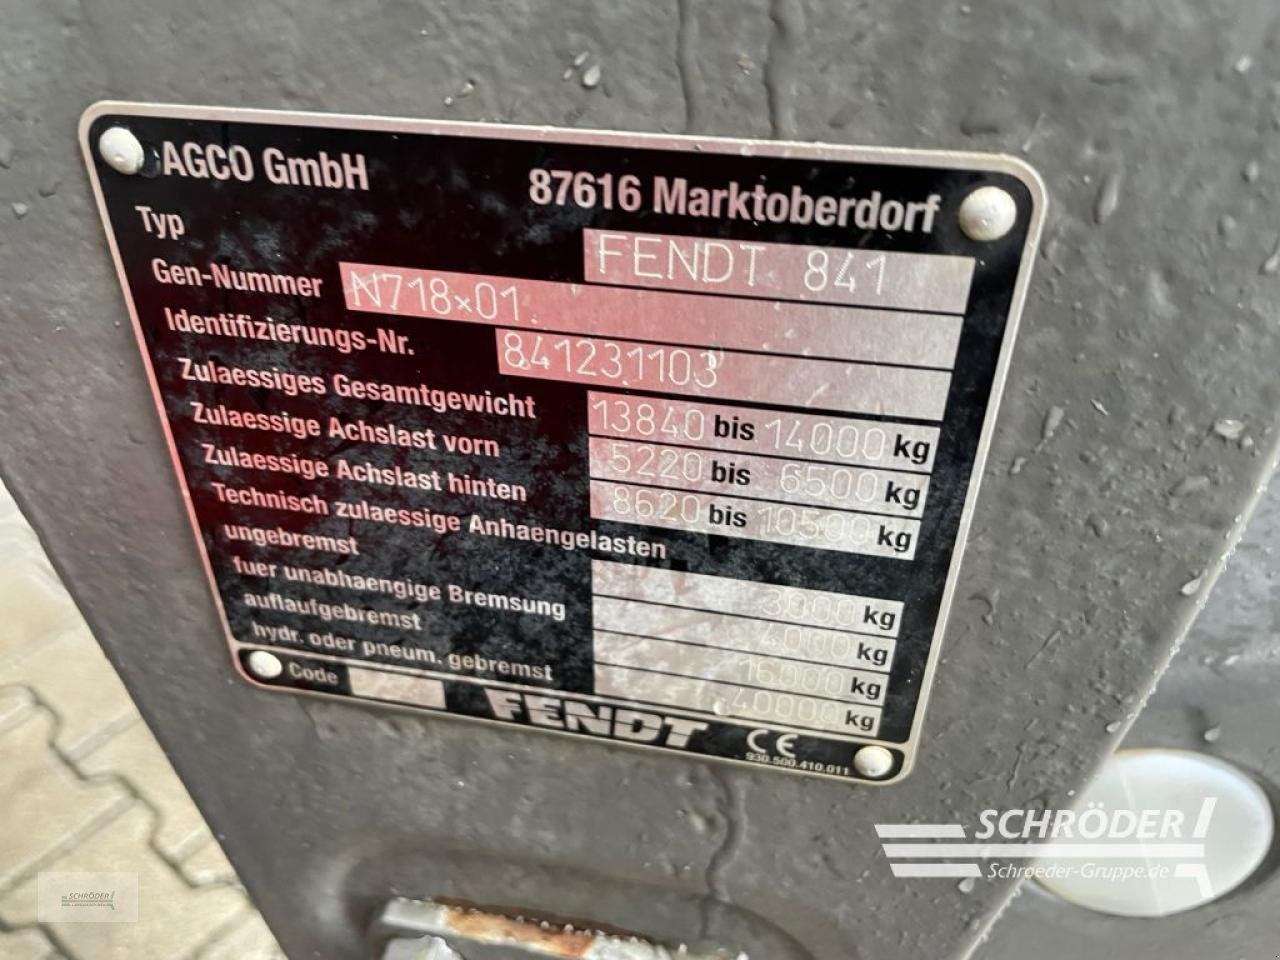 AGCO GmbH 87616 Marktoberdorf
Typ FENDT 841
Gen-Nummer N718×01.
Identifizierungs-Nr. 841231103
Zulaessiges Gesamtgewicht 13840 bis 14000 kg
Zulaessige Achslast vorn 5220 bis 6500 kg
Zulaessige Achslast hinten 8620 bis 10500 kg
Technisch zulaessige Anhaengelasten
ungebremst 3000 kg
fuer unabhaengige Bremsung 4000 kg
auflaufgebremst 16000 kg
hydr. oder pneum. gebremst 40000 kg
Code FENDT CE
930.500.410.011
SCHRÖDER
Schroeder-Gruppe.de
SCHRÖDER